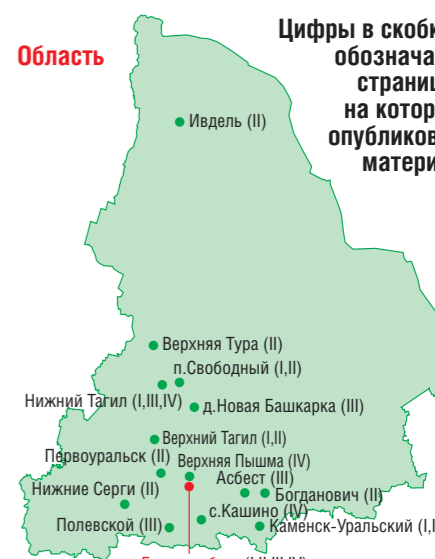 Область
Цифры в
обознача
страниц
на котор
опубликов
матери
Ивдель (II)
Верхняя Тура (II)
п.Свободный (I,II)
Нижний Тагил (I,III,IV)
д.Новая Башкарка (III)
Верхний Тагил (I,II)
Первоуральск (II)
Верхняя Пышма (IV)
Асбест (III)
Нижние Серги (II)
Богданович (II)
с.Кашино (IV)
Полевской (III)
Каменск-Уральский (I,I